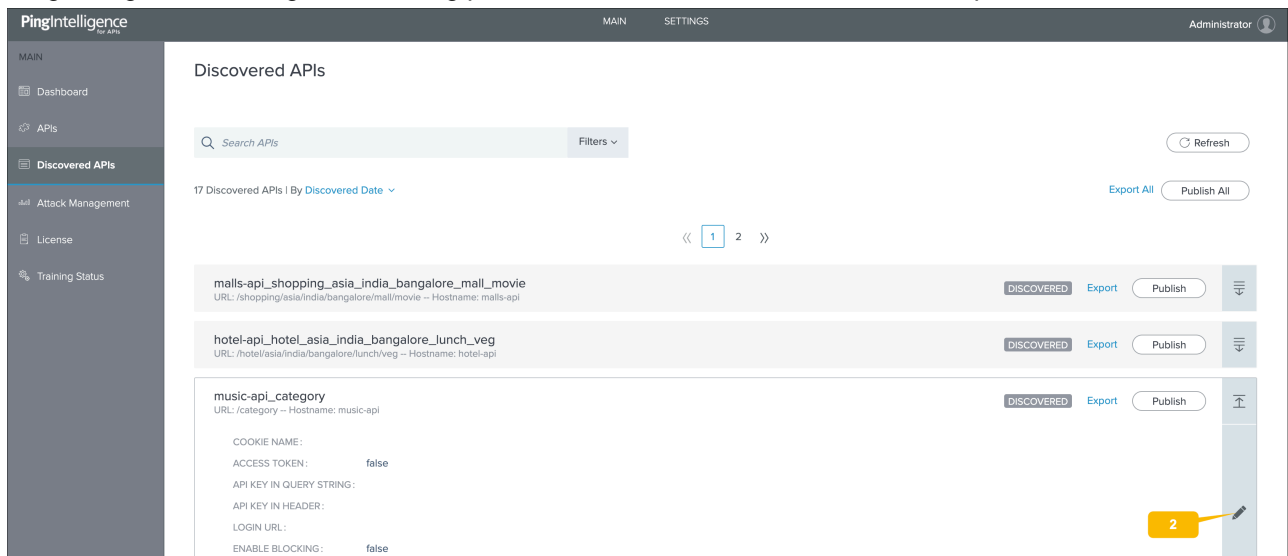 PingIntelligence
for APIs
MAIN
SETTINGS
Administrator
MAIN
Dashboard
APIs
Discovered APIs
Attack Management
License
Training Status
Discovered APIs
Search APIs
Filters
Refresh
17 Discovered APIs | By Discovered Date
Export All
Publish All
1 2
malls-api_shopping_asia_india_bangalore_mall_movie
URL: /shopping/asia/india/bangalore/mall/movie -- Hostname: malls-api
DISCOVERED Export Publish
hotel-api_hotel_asia_india_bangalore_lunch_veg
URL: /hotel/asia/india/bangalore/lunch/veg -- Hostname: hotel-api
DISCOVERED Export Publish
music-api_category
URL: /category -- Hostname: music-api
DISCOVERED Export Publish
COOKIE NAME:
ACCESS TOKEN: false
API KEY IN QUERY STRING:
API KEY IN HEADER:
LOGIN URL:
ENABLE BLOCKING: false
2